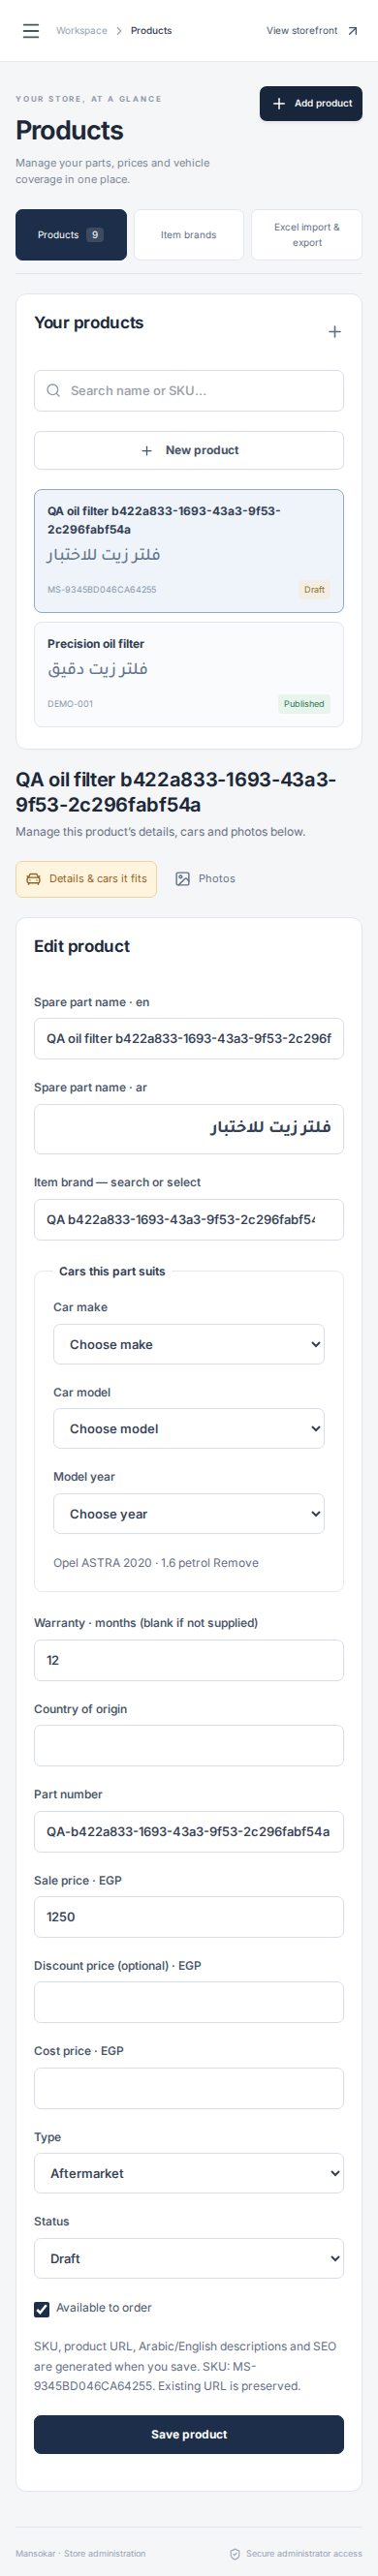 Workspace > Products
View storefront
YOUR STORE, AT A GLANCE
Add product
Products
Manage your parts, prices and vehicle
coverage in one place.
Products 9
Item brands
Excel import &
export
Your products
Search name or SKU...
New product
QA oil filter b422a833-1693-43a3-9f53-
2c296fabf54a
فلتر زيت للاختبار
MS-9345BD046CA64255
Draft
Precision oil filter
فلتر زيت دقيق
DEMO-001
Published
QA oil filter b422a833-1693-43a3-
9f53-2c296fabf54a
Manage this product's details, cars and photos below.
Details & cars it fits
Photos
Edit product
Spare part name · en
QA oil filter b422a833-1693-43a3-9f53-2c296f
Spare part name · ar
فلتر زيت للاختبار
Item brand — search or select
QA b422a833-1693-43a3-9f53-2c296fabf54
Cars this part suits
Car make
Choose make
Car model
Choose model
Model year
Choose year
Opel ASTRA 2020 · 1.6 petrol Remove
Warranty · months (blank if not supplied)
12
Country of origin
Part number
QA-b422a833-1693-43a3-9f53-2c296fabf54a
Sale price · EGP
1250
Discount price (optional) · EGP
Cost price · EGP
Type
Aftermarket
Status
Draft
Available to order
SKU, product URL, Arabic/English descriptions and SEO
are generated when you save. SKU: MS-
9345BD046CA64255. Existing URL is preserved.
Save product
Mansokar · Store administration
Secure administrator access